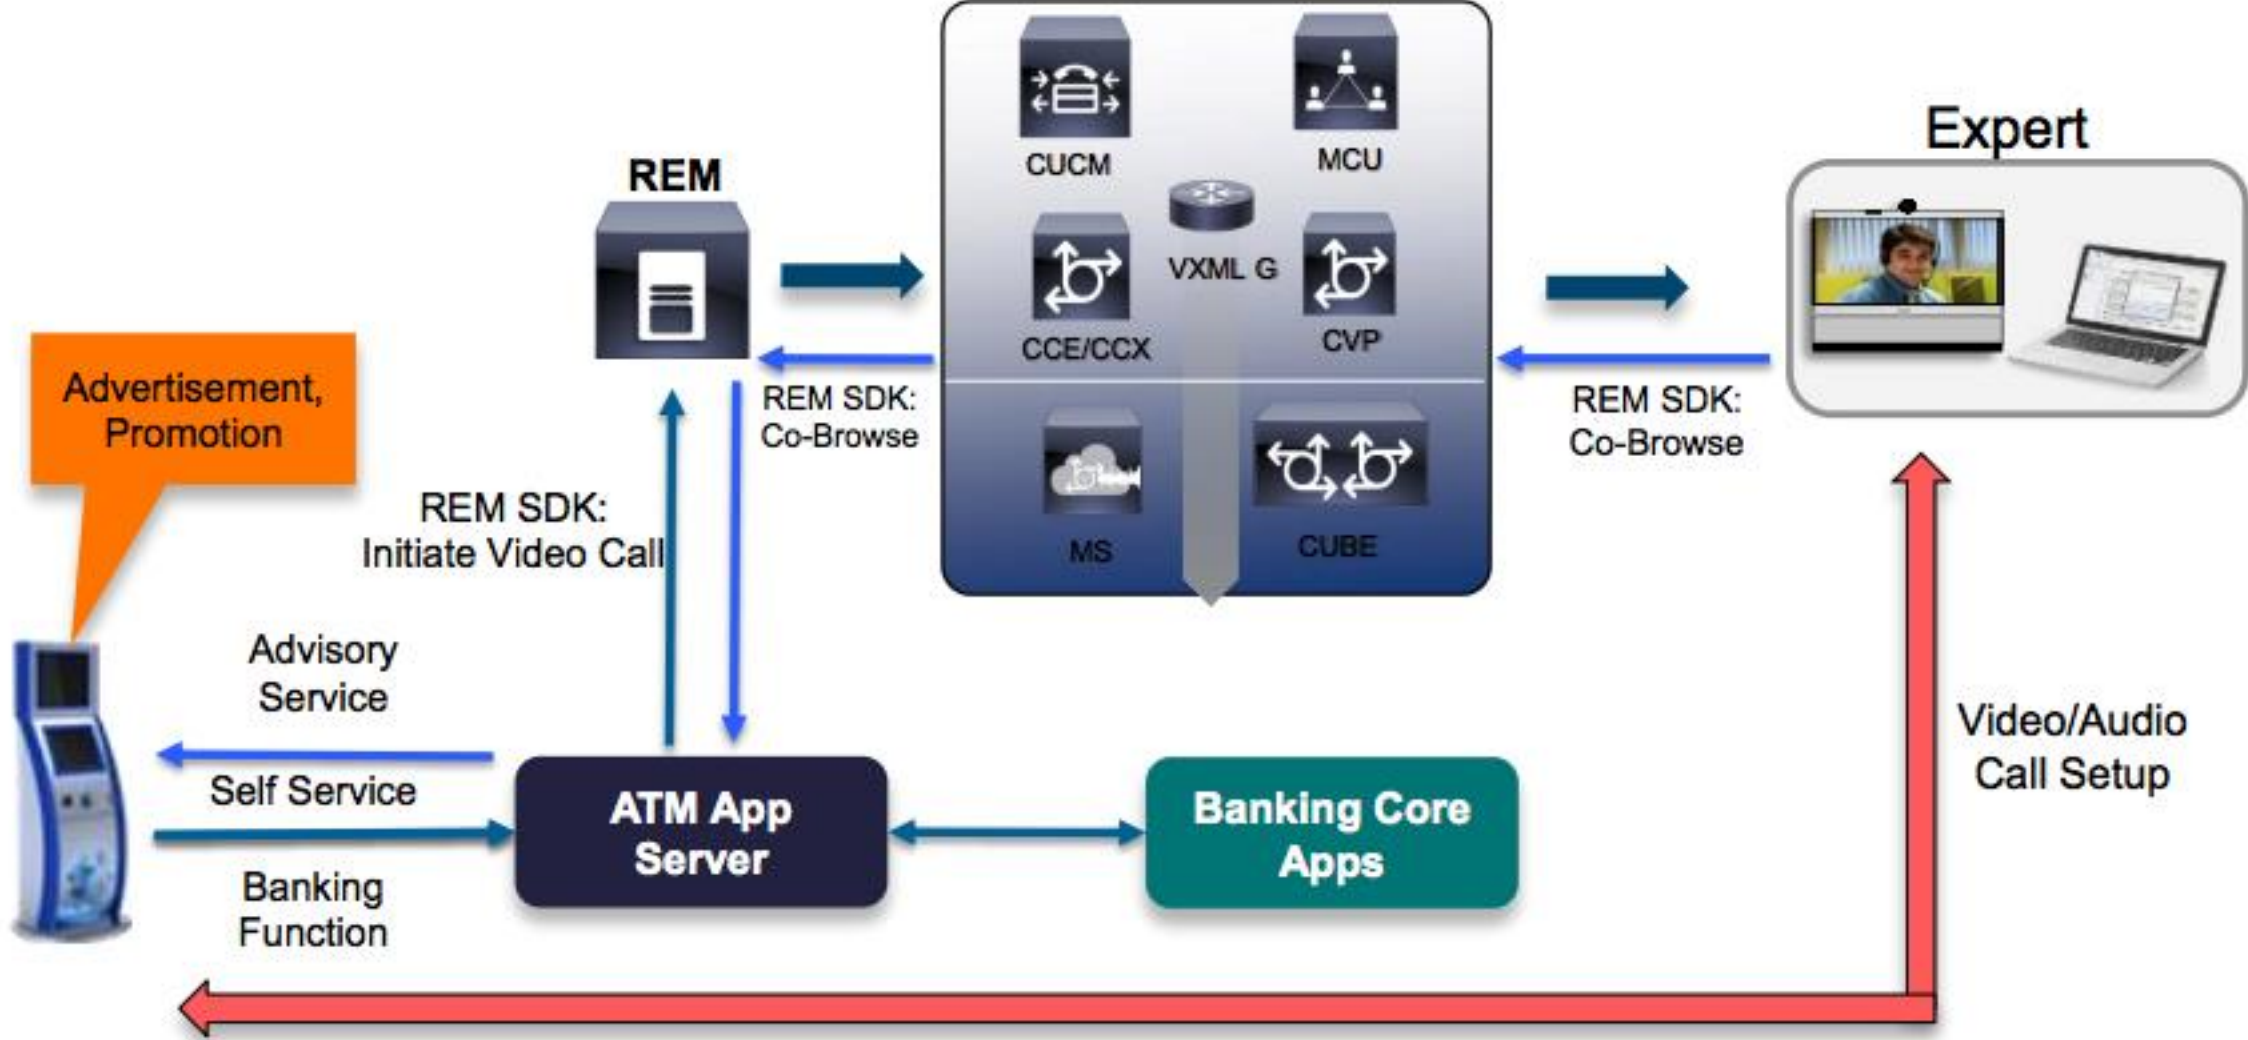 CUCM
MCU
Expert
REM
VXML G
CCE/CCX
CVP
Advertisement,
Promotion
REM SDK:
Co-Browse
REM SDK:
Co-Browse
REM SDK:
Initiate Video Call
MS
CUBE
Advisory
Service
Self Service
Banking
Function
ATM App
Server
Banking Core
Apps
Video/Audio
Call Setup